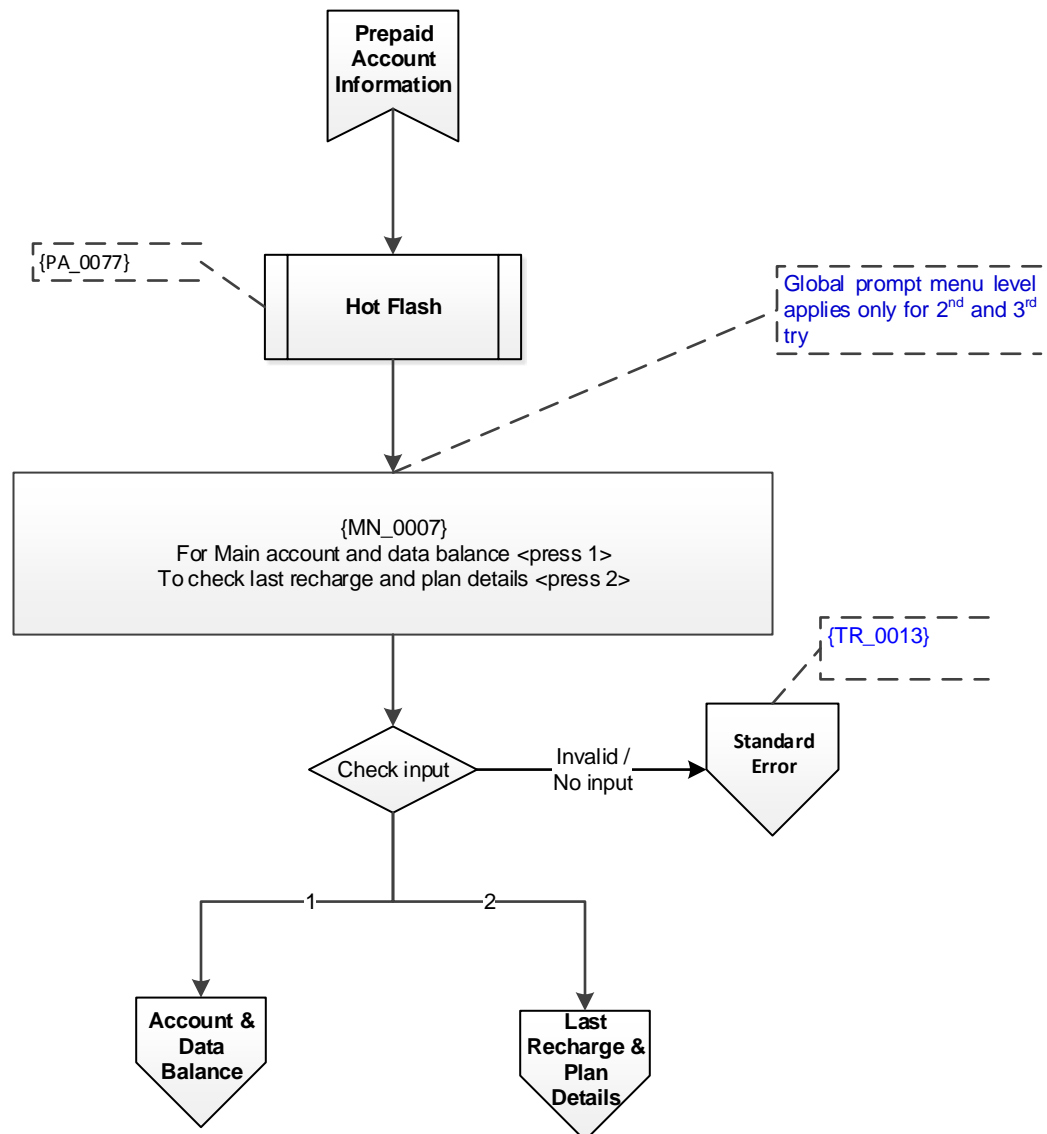 Prepaid
Account
Information
{PA_0077}
Hot Flash
Global prompt menu level
applies only for 2nd and 3rd
try
{MN_0007}
For Main account and data balance <press 1>
To check last recharge and plan details <press 2>
{TR_0013}
Check input
Invalid /
No input
Standard
Error
1
2
Account &
Data
Balance
Last
Recharge &
Plan
Details